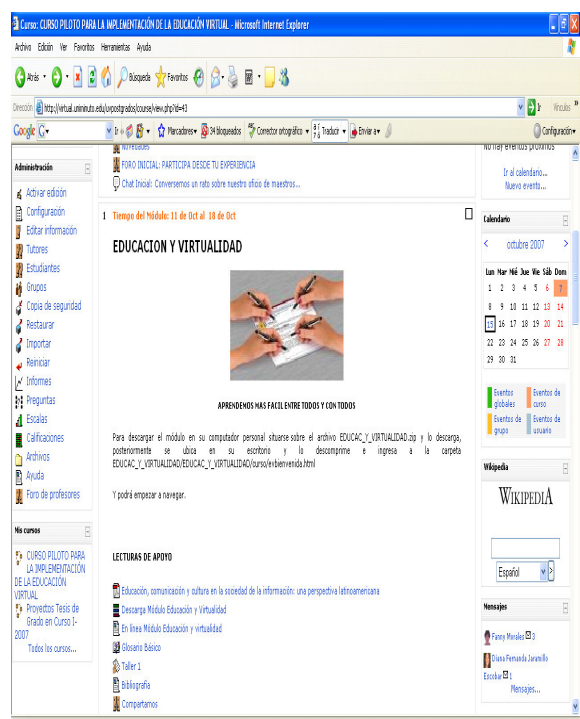 Curso: CURSO PILOTO PARA LA IMPLEMENTACIÓN DE LA EDUCACIÓN VIRTUAL - Microsoft Internet Explorer
Archivo Edición Ver Favoritos Herramientas Ayuda
Atrás Búsqueda Favoritos
Dirección http://virtual.uniminuto.edu/uvpostgrados/course/view.php?id=43 Ir Vínculos
Google G Ir Marcadores 34 bloqueados Corrector ortográfico Traducir Enviar a Configuración
Administración
Activar edición
Configuración
Editar información
Tutores
Estudiantes
Grupos
Copia de seguridad
Restaurar
Importar
Reiniciar
Informes
Preguntas
Escalas
Calificaciones
Archivos
Ayuda
Foro de profesores
Mis cursos
CURSO PILOTO PARA
LA IMPLEMENTACIÓN
DE LA EDUCACIÓN
VIRTUAL
Proyectos Tesis de
Grado en Curso I-
2007
Todos los cursos...
Novedades
FORO INICIAL: PARTICIPA DESDE TU EXPERIENCIA
Chat Inicial: Conversemos un rato sobre nuestro oficio de maestros...
1 Tiempo del Módulo: 11 de Oct al 18 de Oct
EDUCACION Y VIRTUALIDAD
APRENDEMOS MAS FACIL ENTRE TODOS Y CON TODOS
Para descargar el módulo en su computador personal situarse sobre el archivo EDUCAC_Y_VIRTUALIDAD.zip y lo descarga,
posteriormente se ubica en su escritorio y lo descomprime e ingresa a la carpeta
EDUCAC_Y_VIRTUALIDAD/EDUCAC_Y_VIRTUALIDAD/curso/evbienvenida.html
Y podrá empezar a navegar.
LECTURAS DE APOYO
Educación, comunicación y cultura en la sociedad de la información: una perspectiva latinoamericana
Descarga Módulo Educación y Virtualidad
En línea Módulo Educación y virtualidad
Glosario Básico
Taller 1
Bibliografía
Compartamos
No hay eventos próximos
Ir al calendario...
Nuevo evento...
Calendario
< octubre 2007 >
Lun Mar Mié Jue Vie Sáb Dom
1 2 3 4 5 6 7
8 9 10 11 12 13 14
15 16 17 18 19 20 21
22 23 24 25 26 27 28
29 30 31
Eventos globales
Eventos de curso
Eventos de grupo
Eventos de usuario
Wikipedia
WIKIPEDIA
Español >
Mensajes
Fanny Morales 3
Diana Fernanda Jaramillo
Escobar 1
Mensajes...